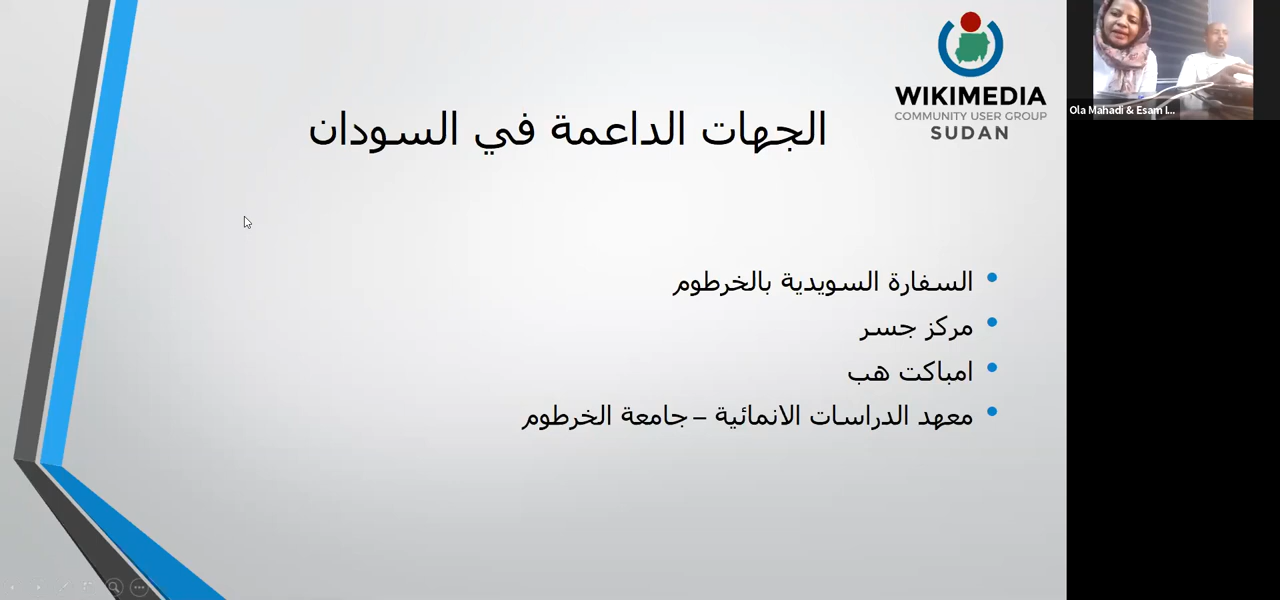 WIKIMEDIA
COMMUNITY USER GROUP
SUDAN
الجهات الداعمة في السودان
السفارة السويدية بالخرطوم
مركز جسر
امباكت هب
معهد الدراسات الانمائية – جامعة الخرطوم
Ola Mahadi & Esam I...